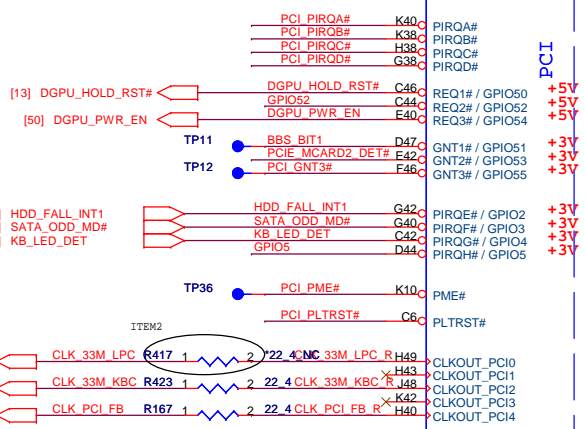 PCI_PIRQA# K40 PIRQA#
PCI_PIRQB# K38 PIRQB#
PCI_PIRQC# H38 PIRQC#
PCI_PIRQD# G38 PIRQD#
PCI
[13] DGPU_HOLD_RST# DGPU_HOLD_RST# C46 REQ1# / GPIO50 +5V
GPIO52 C44 REQ2# / GPIO52 +5V
[50] DGPU_PWR_EN DGPU_PWR_EN E40 REQ3# / GPIO54 +5V
TP11 BBS_BIT1 D47 GNT1# / GPIO51 +3V
PCIE_MCARD2_DET# E42 GNT2# / GPIO53 +3V
TP12 PCI_GNT3# F46 GNT3# / GPIO55 +3V
HDD_FALL_INT1 HDD_FALL_INT1 G42 PIRQE# / GPIO2 +3V
SATA_ODD_MD# SATA_ODD_MD# G40 PIRQF# / GPIO3 +3V
KB_LED_DET KB_LED_DET C42 PIRQG# / GPIO4 +3V
GPIO5 D44 PIRQH# / GPIO5 +3V
TP36 PCI_PME# K10 PME#
PCI_PLTRST# C6 PLTRST#
ITEM2
CLK_33M_LPC R417 1 2 *22_4_NC CLK_33M_LPC_R H49 CLKOUT_PCI0
H43 CLKOUT_PCI1
CLK_33M_KBC R423 1 2 22_4 CLK_33M_KBC_R J48 CLKOUT_PCI2
K42 CLKOUT_PCI3
CLK_PCI_FB R167 1 2 22_4 CLK_PCI_FB_R H40 CLKOUT_PCI4